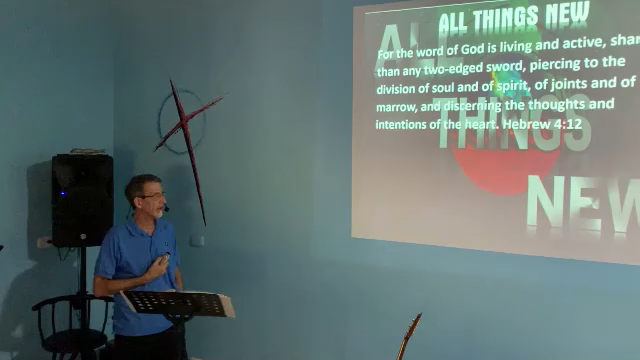 ALL THINGS NEW
ALL
For the word of God is living and active,
than any two-edged sword, piercing to the
division of soul and of spirit, of joints and of
marrow, and discerning the thoughts and
intentions of the heart. Hebrew 4:12
THINGS
NEW